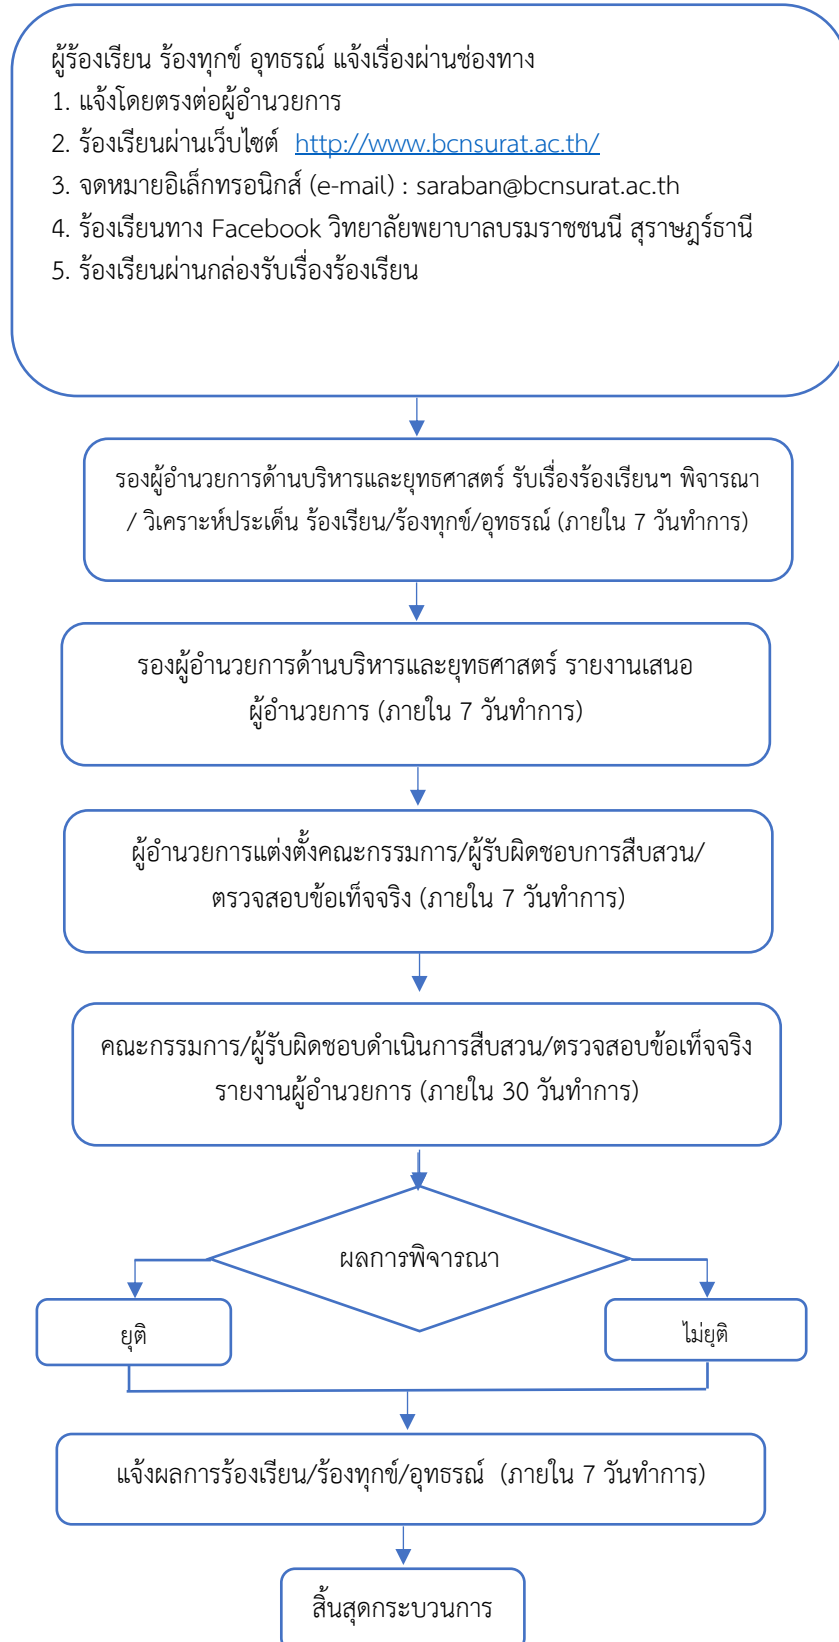 ผู้ร้องเรียน ร้องทุกข์ อุทธรณ์ แจ้งเรื่องผ่านช่องทาง
1. แจ้งโดยตรงต่อผู้อำนวยการ
2. ร้องเรียนผ่านเว็บไซต์ http://www.bcnsurat.ac.th/
3. จดหมายอิเล็กทรอนิกส์ (e-mail) : saraban@bcnsurat.ac.th
4. ร้องเรียนทาง Facebook วิทยาลัยพยาบาลบรมราชชนนี สุราษฎร์ธานี
5. ร้องเรียนผ่านกล่องรับเรื่องร้องเรียน
รองผู้อำนวยการด้านบริหารและยุทธศาสตร์ รับเรื่องร้องเรียนฯ พิจารณา
/ วิเคราะห์ประเด็น ร้องเรียน/ร้องทุกข์/อุทธรณ์ (ภายใน 7 วันทำการ)
รองผู้อำนวยการด้านบริหารและยุทธศาสตร์ รายงานเสนอ
ผู้อำนวยการ (ภายใน 7 วันทำการ)
ผู้อำนวยการแต่งตั้งคณะกรรมการ/ผู้รับผิดชอบการสืบสวน/
ตรวจสอบข้อเท็จจริง (ภายใน 7 วันทำการ)
คณะกรรมการ/ผู้รับผิดชอบดำเนินการสืบสวน/ตรวจสอบข้อเท็จจริง
รายงานผู้อำนวยการ (ภายใน 30 วันทำการ)
ผลการพิจารณา
ยุติ
ไม่ยุติ
แจ้งผลการร้องเรียน/ร้องทุกข์/อุทธรณ์ (ภายใน 7 วันทำการ)
สิ้นสุดกระบวนการ